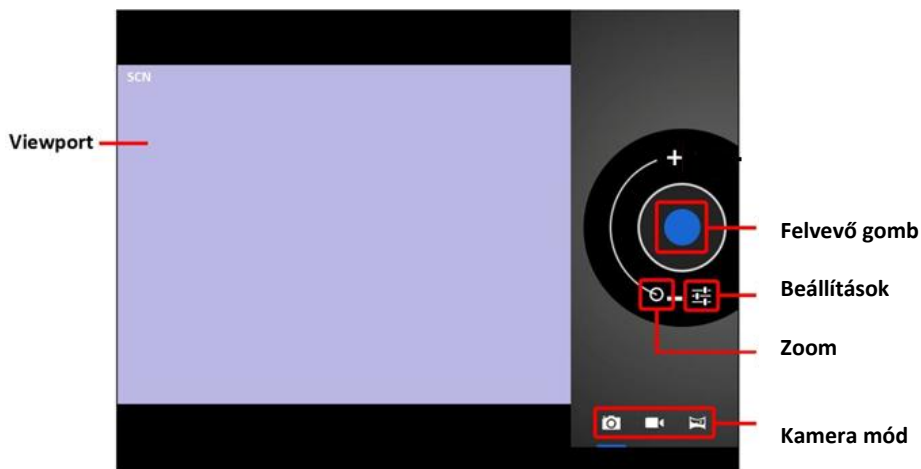 SCN
Viewport
Felvevő gomb
Beállítások
Zoom
Kamera mód